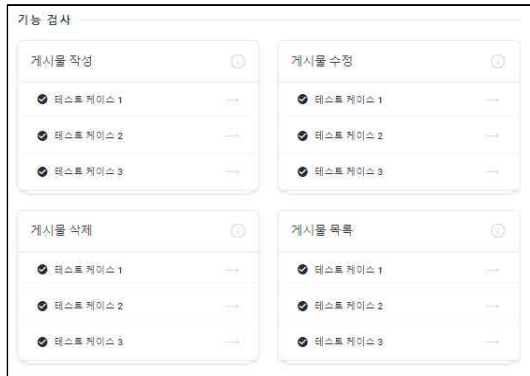 기능 검사
게시물 작성
테스트 케이스 1
테스트 케이스 2
테스트 케이스 3
게시물 수정
테스트 케이스 1
테스트 케이스 2
테스트 케이스 3
게시물 삭제
테스트 케이스 1
테스트 케이스 2
테스트 케이스 3
게시물 목록
테스트 케이스 1
테스트 케이스 2
테스트 케이스 3